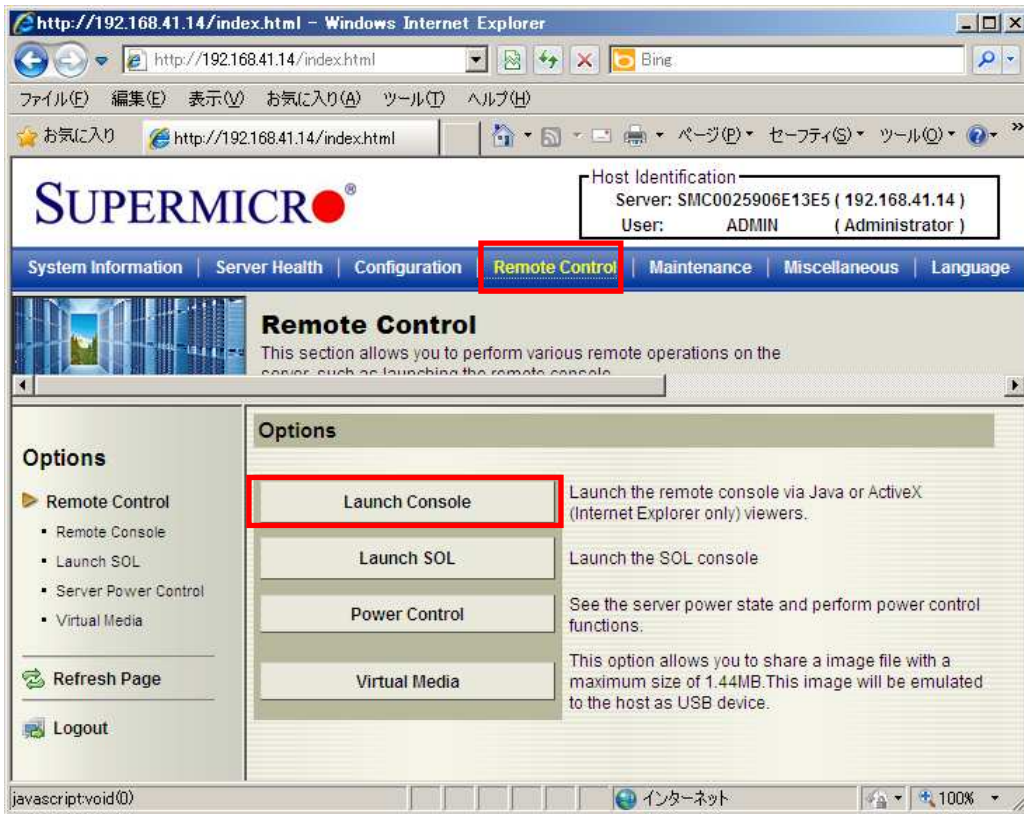 http://192.168.41.14/index.html - Windows Internet Explorer
http://192.168.41.14/index.html
Bing
ファイル(F) 編集(E) 表示(V) お気に入り(A) ツール(T) ヘルプ(H)
お気に入り http://192.168.41.14/index.html ページ(P) セーフティ(S) ツール(O) »
SUPERMICRO®
Host Identification
Server: SMC0025906E13E5 ( 192.168.41.14 )
User: ADMIN ( Administrator )
System Information | Server Health | Configuration | Remote Control | Maintenance | Miscellaneous | Language
Remote Control
This section allows you to perform various remote operations on the
server, such as launching the remote console
Options
Remote Control
Remote Console
Launch SOL
Server Power Control
Virtual Media
Refresh Page
Logout
Options
Launch Console
Launch the remote console via Java or ActiveX
(Internet Explorer only) viewers.
Launch SOL
Launch the SOL console
Power Control
See the server power state and perform power control
functions.
Virtual Media
This option allows you to share a image file with a
maximum size of 1.44MB.This image will be emulated
to the host as USB device.
javascript:void(0)
インターネット
100%